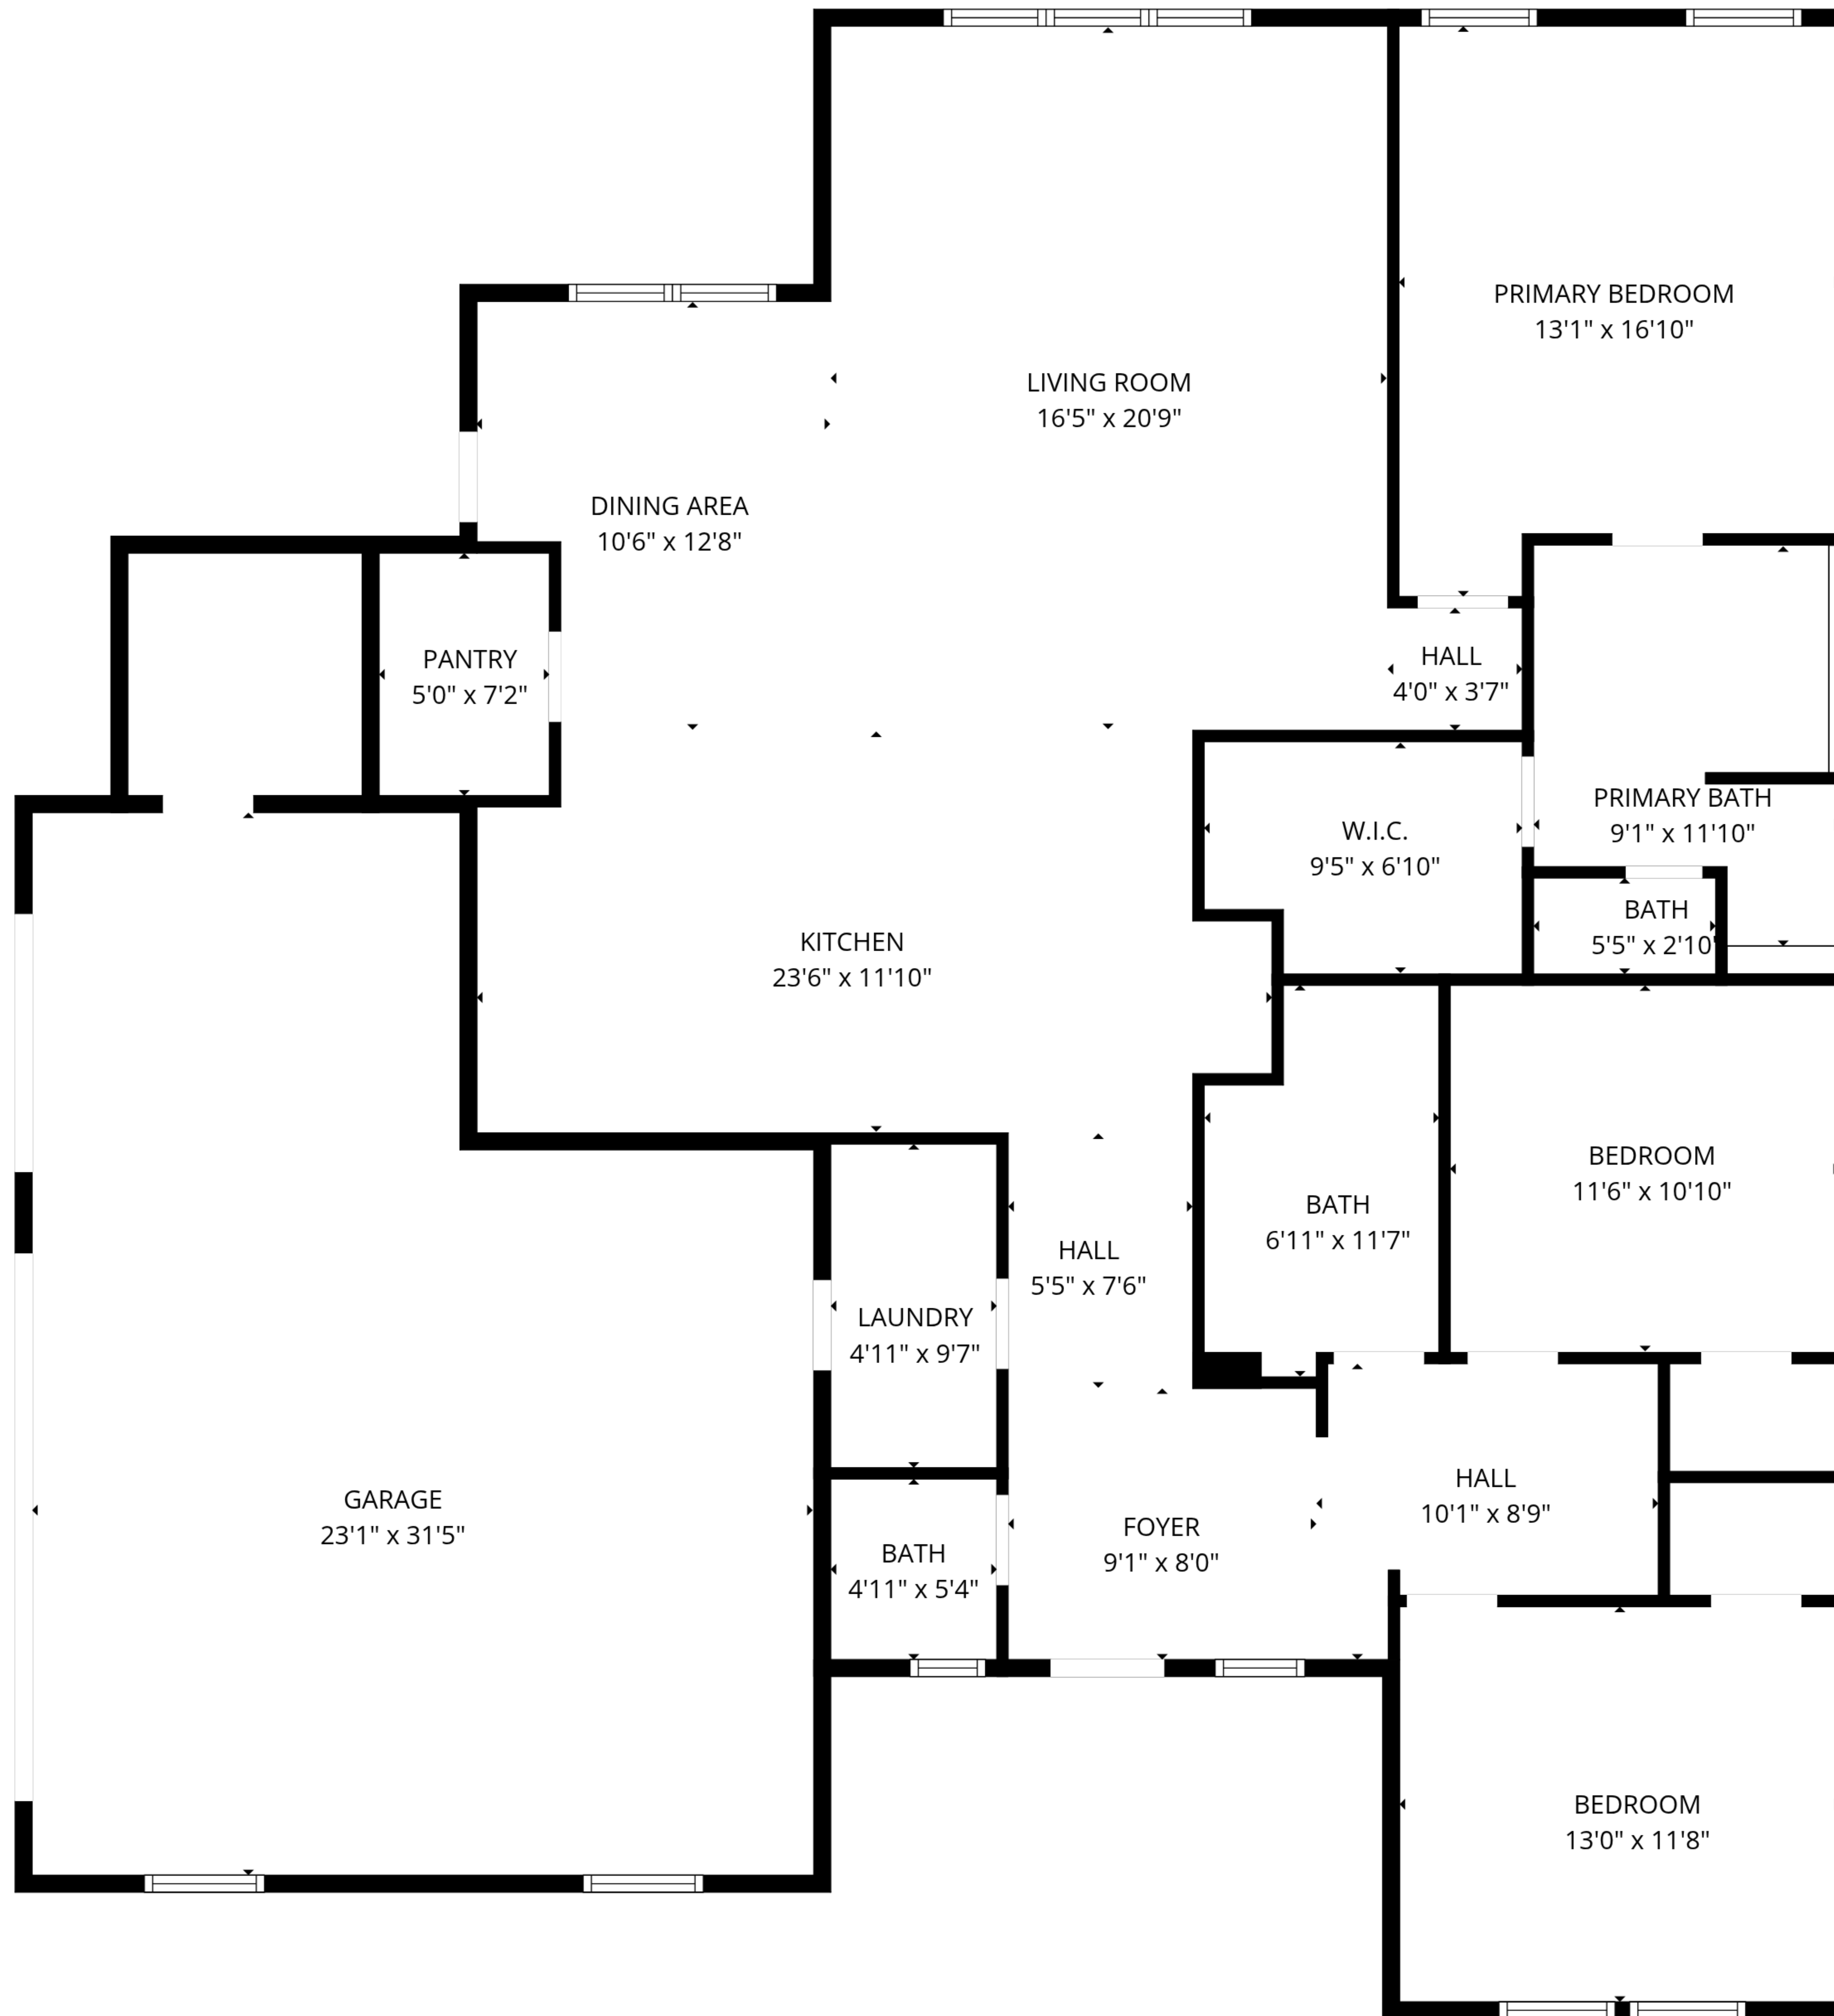 PRIMARY BEDROOM
13'1" x 16'10"
LIVING ROOM
16'5" x 20'9"
DINING AREA
10'6" x 12'8"
PANTRY
5'0" x 7'2"
HALL
4'0" x 3'7"
PRIMARY BATH
9'1" x 11'10"
W.I.C.
9'5" x 6'10"
BATH
5'5" x 2'10'
KITCHEN
23'6" x 11'10"
BEDROOM
11'6" x 10'10"
BATH
6'11" x 11'7"
HALL
5'5" x 7'6"
LAUNDRY
4'11" x 9'7"
GARAGE
23'1" x 31'5"
HALL
10'1" x 8'9"
FOYER
9'1" x 8'0"
BATH
4'11" x 5'4"
BEDROOM
13'0" x 11'8"